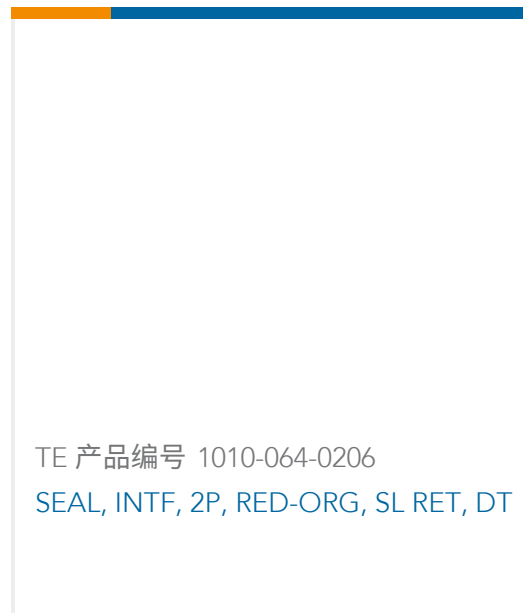 TE 产品编号 1010-064-0206
SEAL, INTF, 2P, RED-ORG, SL RET, DT